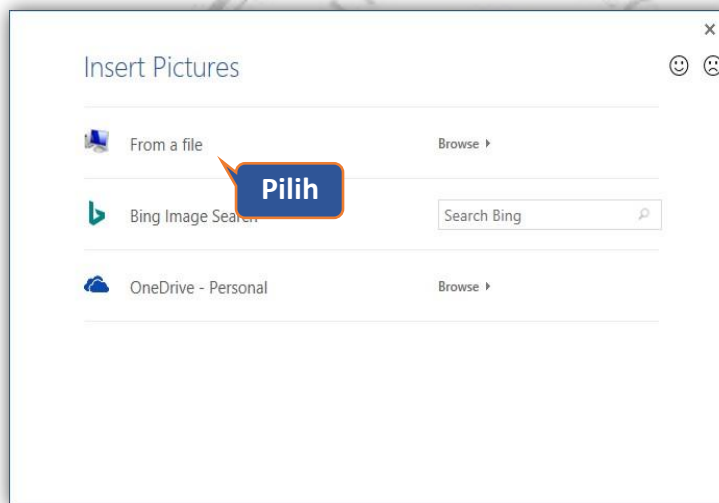 Insert Pictures
From a file
Browse
Pilih
Bing Image Search
Search Bing
OneDrive - Personal
Browse